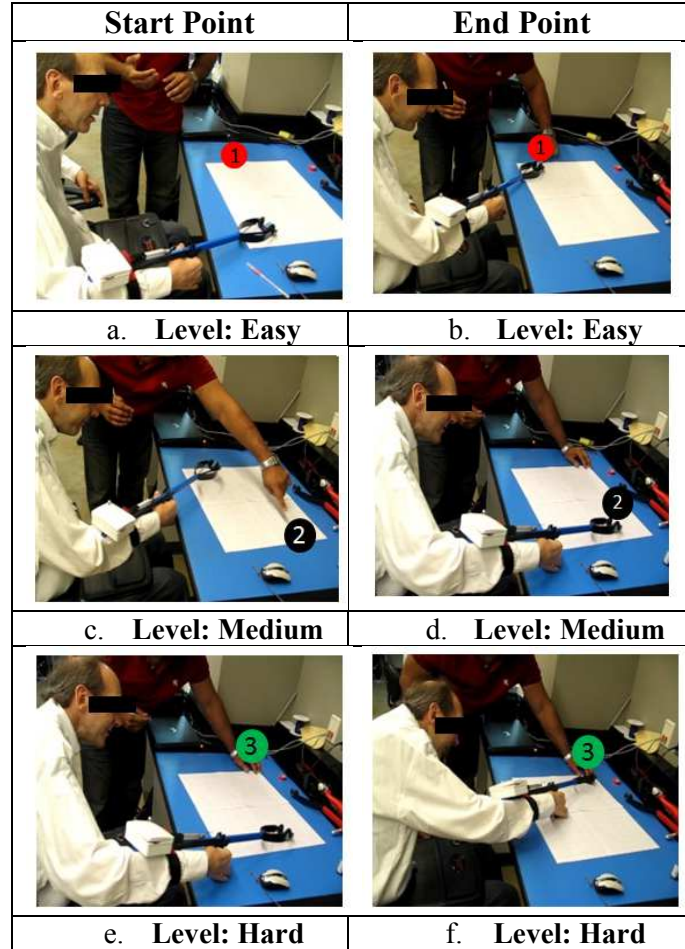 Start Point
End Point
1
1
a. Level: Easy
b. Level: Easy
2
2
c. Level: Medium
d. Level: Medium
3
3
e. Level: Hard
f. Level: Hard